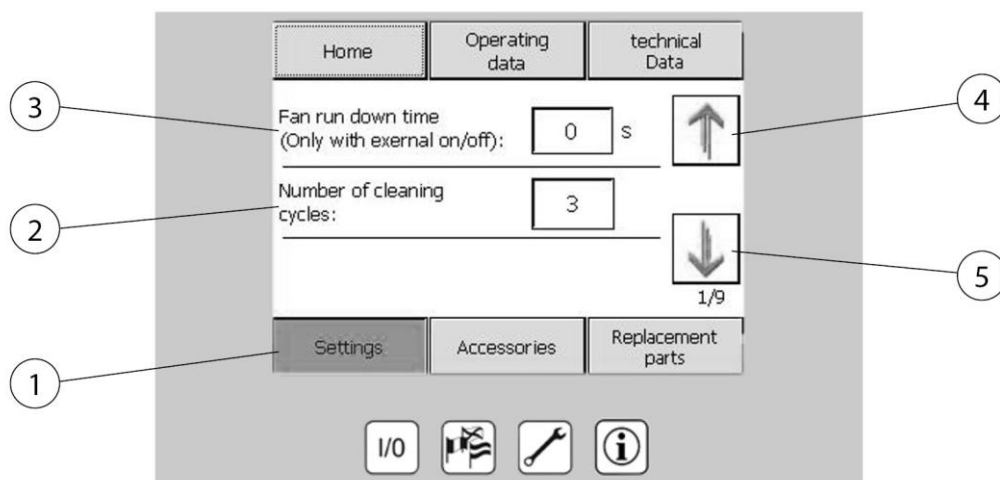 Home
Operating
data
technical
Data
3
Fan run down time
(Only with exernal on/off):
0 s
4
2
Number of cleaning
cycles:
3
5
1/9
1
Settings
Accessories
Replacement
parts
I/0
i